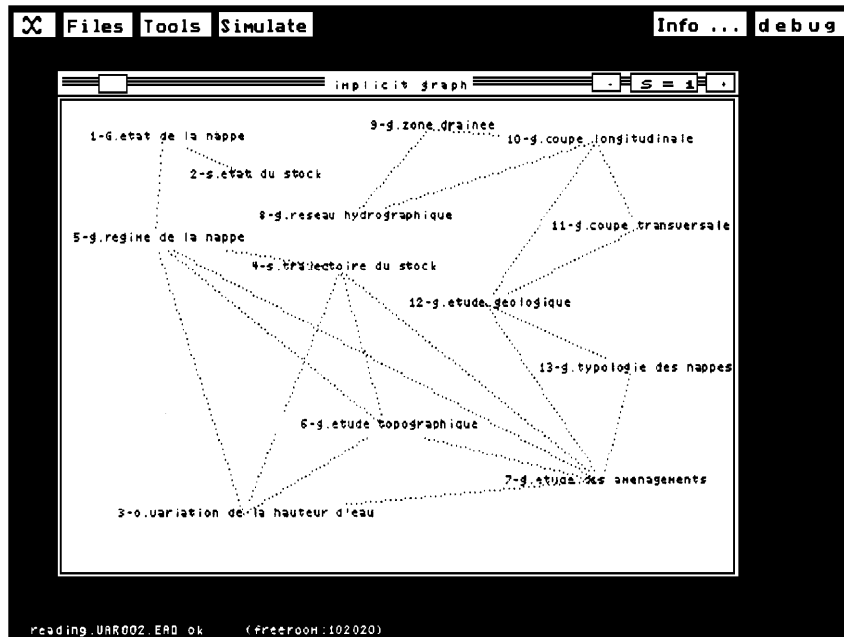 Files Tools Simulate Info ... debug
implicit graph - S = 1 +
1-G.etat de la nappe
9-g.zone drainee
10-g.coupe longitudinale
2-s.etat du stock
8-g.reseau hydrographique
11-g.coupe transversale
5-g.regime de la nappe
4-s.trajectoire du stock
12-g.etude geologique
13-g.typologie des nappes
6-g.etude topographique
7-g.etude des amenagements
3-o.variation de la hauteur d'eau
reading.VAR002.EAO ok (freeroom:102020)